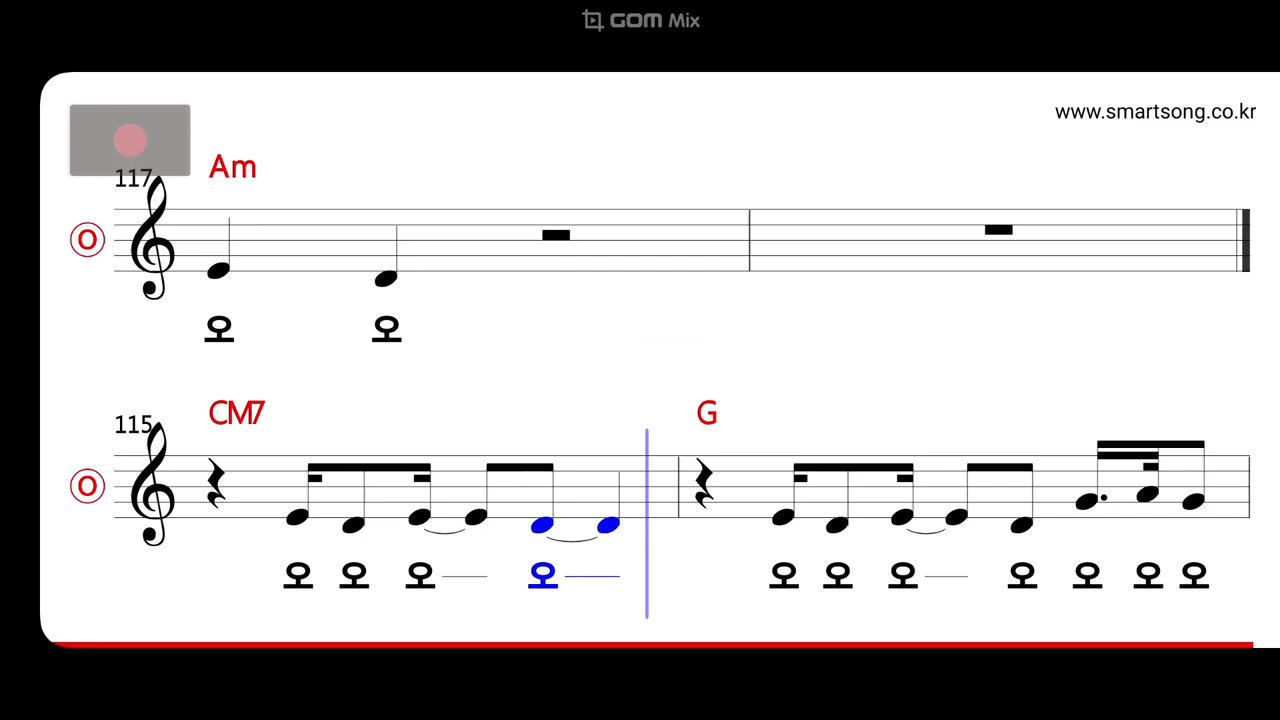 GOM Mix
www.smartsong.co.kr
117 Am
O
오 오
115 CM7 G
O
오 오 오 오 오 오 오 오 오 오 오